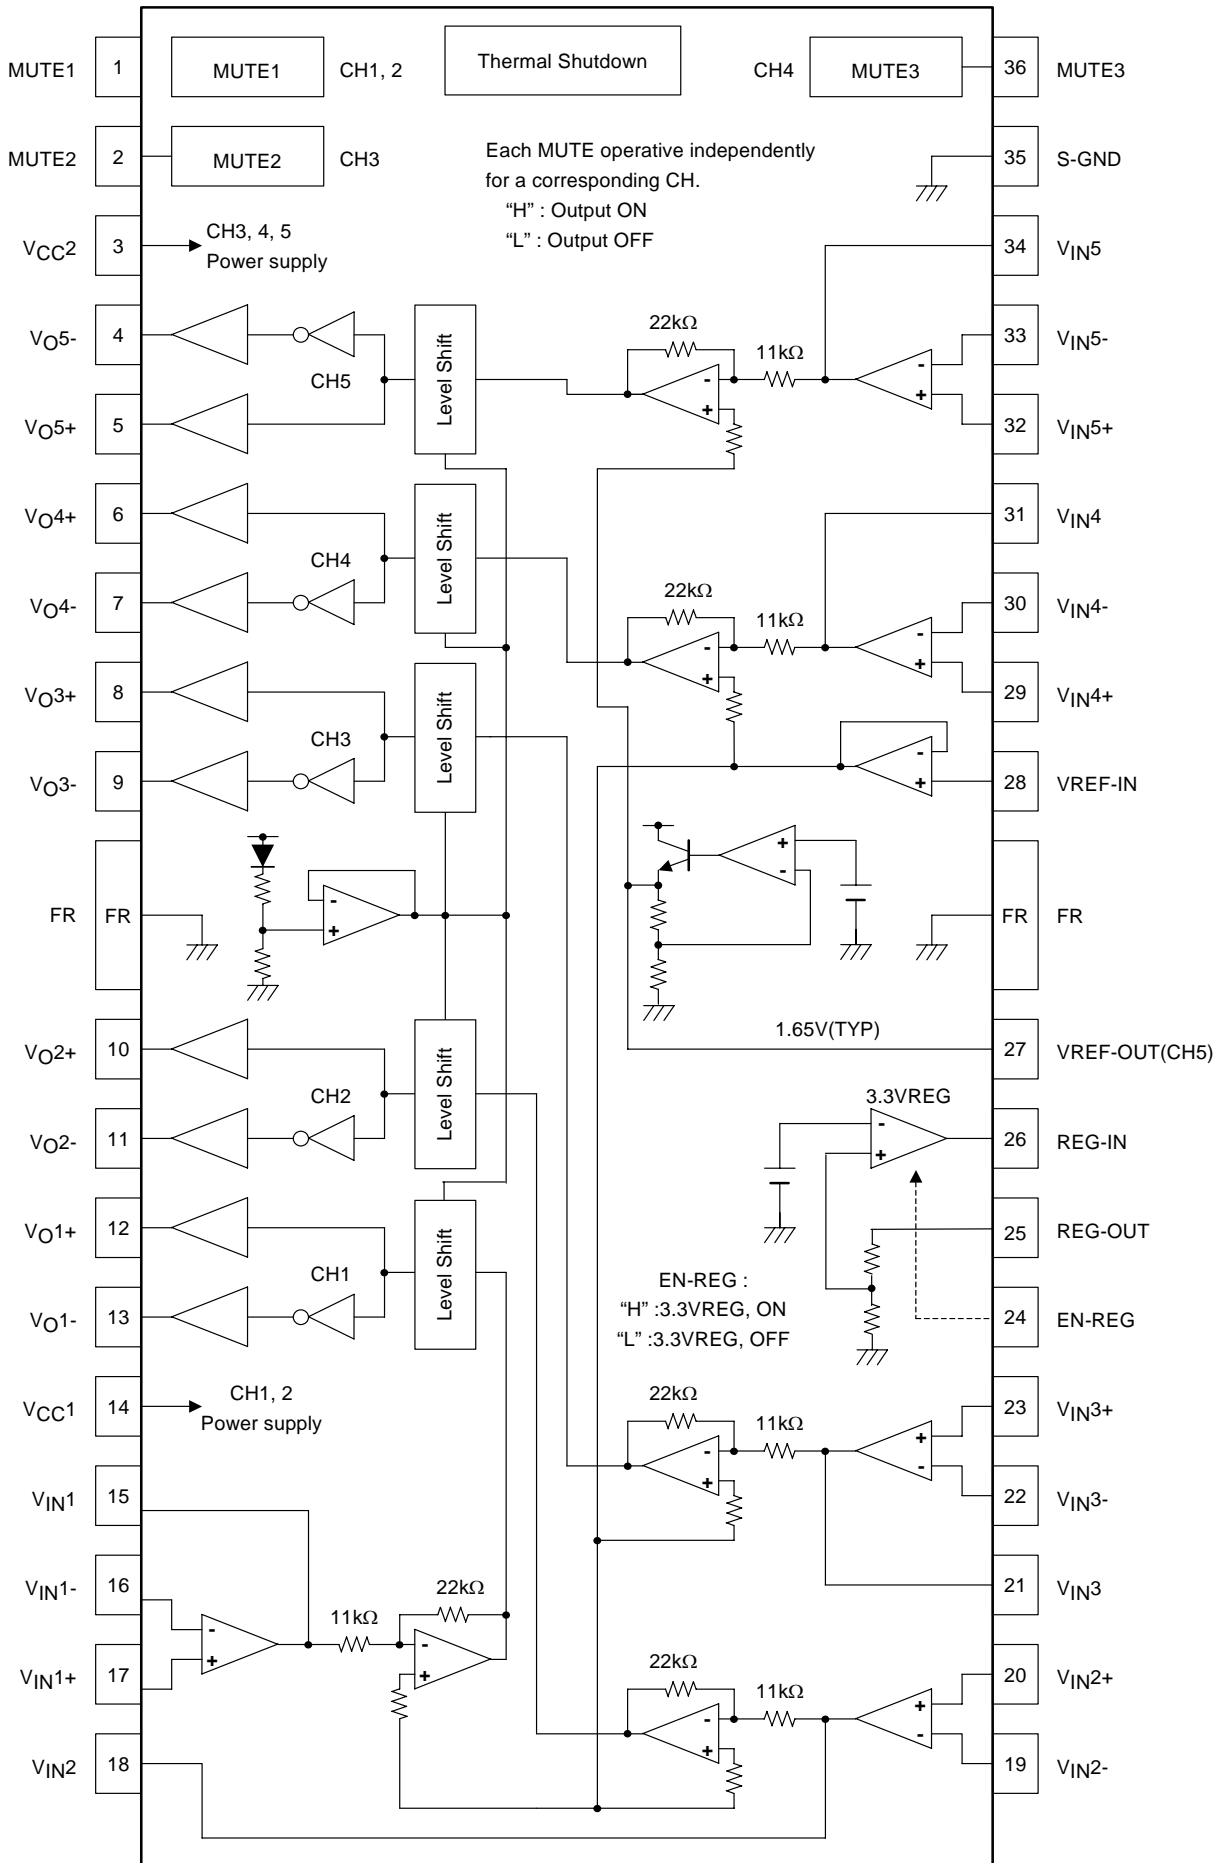 MUTE1 1 MUTE1 CH1, 2
Thermal Shutdown
CH4 MUTE3 36 MUTE3
MUTE2 2 MUTE2 CH3
Each MUTE operative independently
for a corresponding CH.
“H” : Output ON
“L” : Output OFF
35 S-GND
VCC2 3 CH3, 4, 5
Power supply
34 VIN5
VO5- 4
CH5
VO5+ 5
Level Shift
22kΩ
11kΩ
-
+
-
+
33 VIN5-
32 VIN5+
VO4+ 6
CH4
VO4- 7
Level Shift
31 VIN4
22kΩ
11kΩ
-
+
-
+
30 VIN4-
29 VIN4+
VO3+ 8
CH3
VO3- 9
Level Shift
-
+
28 VREF-IN
FR FR
-
+
+
-
FR FR
VO2+ 10
CH2
VO2- 11
Level Shift
1.65V(TYP)
27 VREF-OUT(CH5)
3.3VREG
-
+
26 REG-IN
VO1+ 12
CH1
VO1- 13
Level Shift
25 REG-OUT
EN-REG :
“H” :3.3VREG, ON
“L” :3.3VREG, OFF
24 EN-REG
VCC1 14 CH1, 2
Power supply
22kΩ
11kΩ
-
+
+
-
23 VIN3+
VIN1 15
22 VIN3-
VIN1- 16
21 VIN3
11kΩ
22kΩ
-
+
-
+
VIN1+ 17
22kΩ
11kΩ
-
+
+
-
20 VIN2+
VIN2 18
19 VIN2-